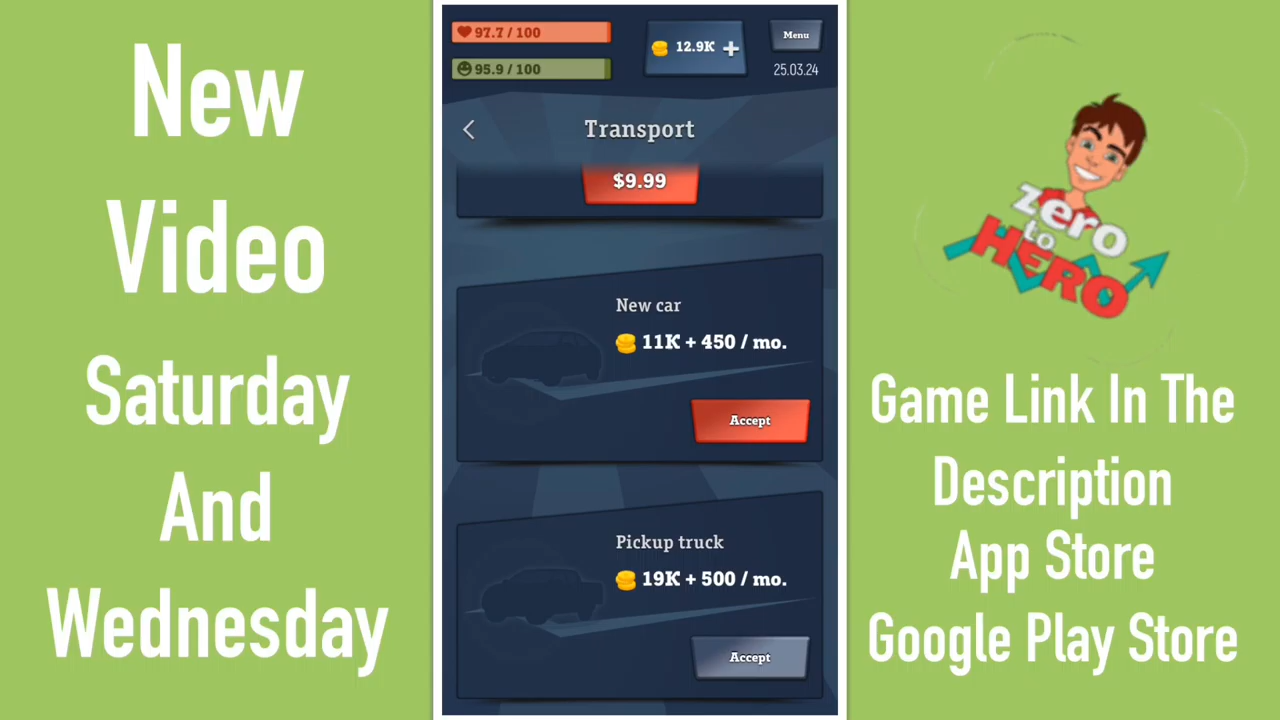 New
Video
Saturday
And
Wednesday
97.7 / 100
95.9 / 100
12.9K +
Menu
25.03.24
Transport
$9.99
New car
11K + 450 / mo.
Accept
Pickup truck
19K + 500 / mo.
Accept
zero
to
HERO
Game Link In The
Description
App Store
Google Play Store